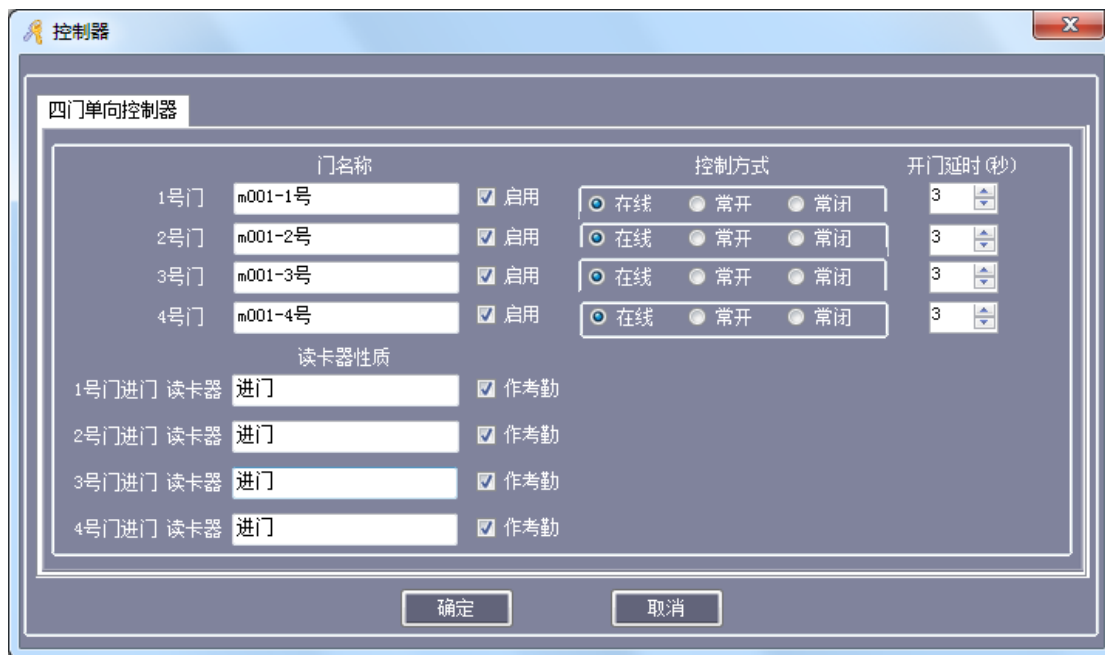 控制器
四门单向控制器
门名称 控制方式 开门延时(秒)
1号门 m001-1号 启用 在线 常开 常闭 3
2号门 m001-2号 启用 在线 常开 常闭 3
3号门 m001-3号 启用 在线 常开 常闭 3
4号门 m001-4号 启用 在线 常开 常闭 3
读卡器性质
1号门进门 读卡器 进门 作考勤
2号门进门 读卡器 进门 作考勤
3号门进门 读卡器 进门 作考勤
4号门进门 读卡器 进门 作考勤
确定 取消